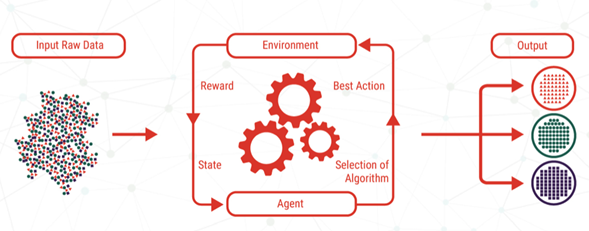 Input Raw Data
Environment
Output
Reward
Best Action
State
Selection of
Algorithm
Agent